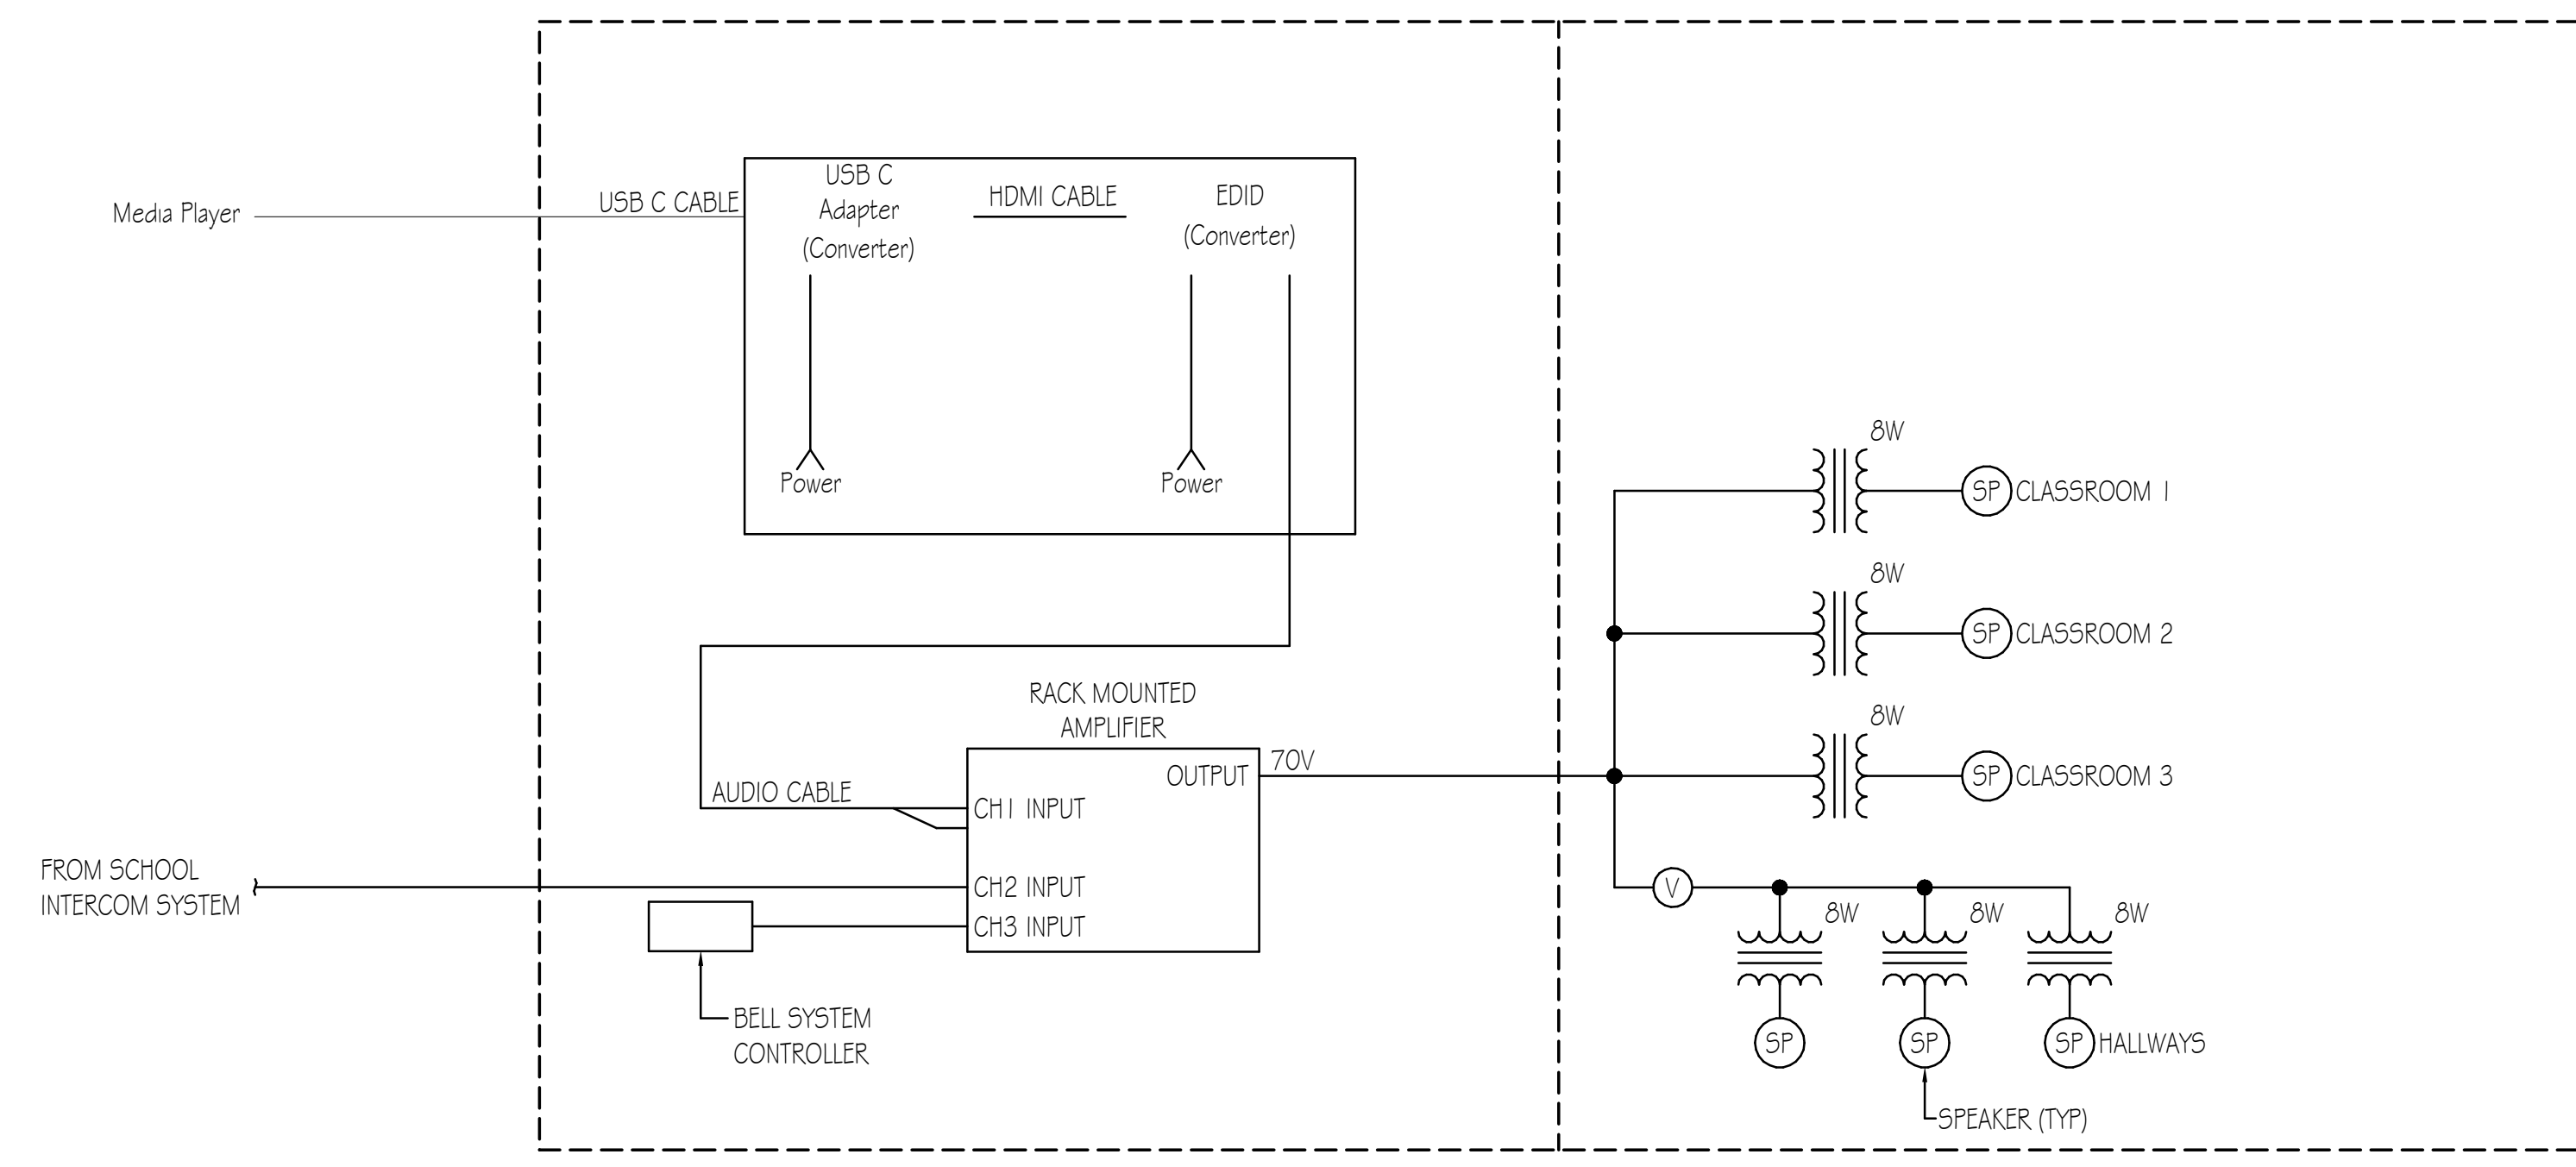 Media Player
USB C CABLE
USB C
Adapter
(Converter)
HDMI CABLE
EDID
(Converter)
Power
Power
RACK MOUNTED
AMPLIFIER
AUDIO CABLE
OUTPUT
70V
CH1 INPUT
CH2 INPUT
CH3 INPUT
FROM SCHOOL
INTERCOM SYSTEM
BELL SYSTEM
CONTROLLER
8W
SP CLASSROOM 1
8W
SP CLASSROOM 2
8W
SP CLASSROOM 3
V
8W
8W
8W
SP
SP
SP HALLWAYS
SPEAKER (TYP)